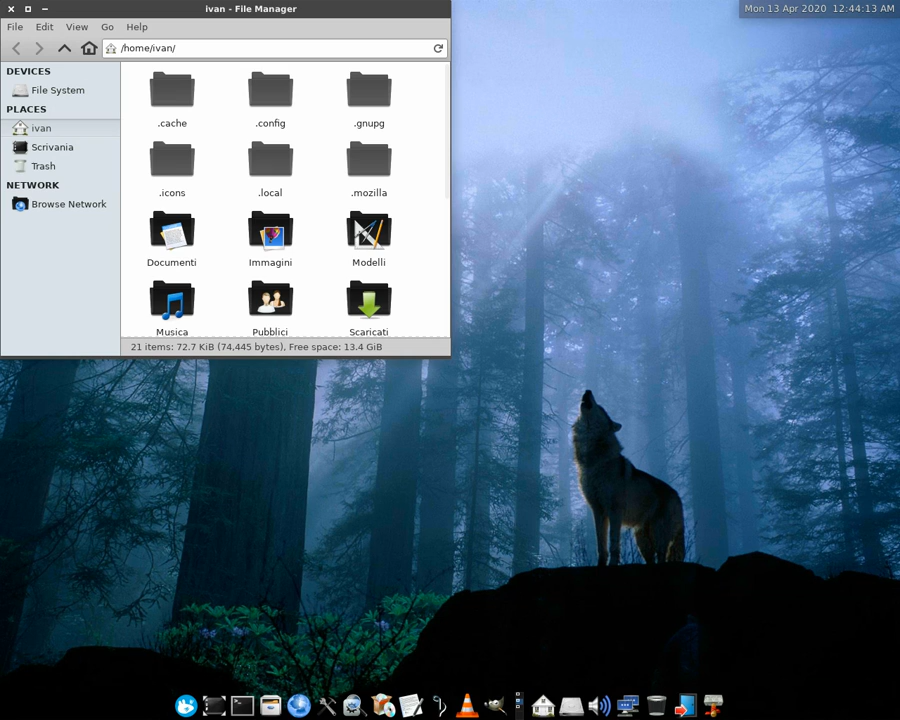 ivan - File Manager
Mon 13 Apr 2020 12:44:13 AM
File Edit View Go Help
/home/ivan/
DEVICES
File System
PLACES
ivan
Scrivania
Trash
NETWORK
Browse Network
.cache .config .gnupg
.icons .local .mozilla
Documenti Immagini Modelli
Musica Pubblici Scaricati
21 items: 72.7 KiB (74,445 bytes), Free space: 13.4 GiB